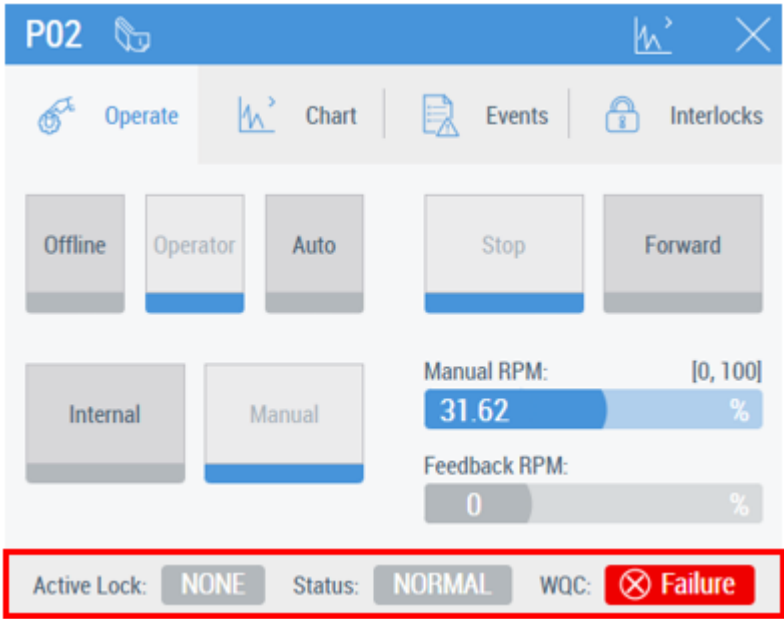 P02
Operate Chart Events Interlocks
Offline Operator Auto Stop Forward
Internal Manual
Manual RPM: [0, 100]
31.62 %
Feedback RPM:
0 %
Active Lock: NONE Status: NORMAL WQC: Failure